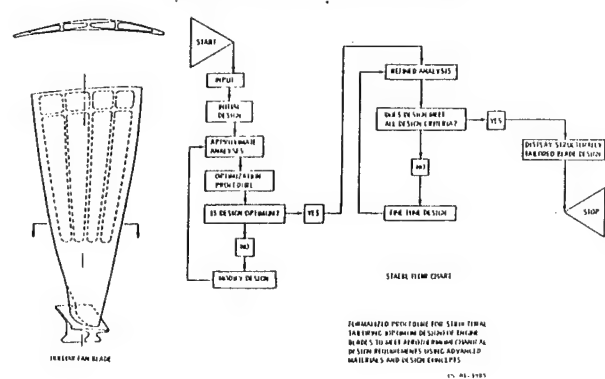 START
INPUT
INITIAL
DESIGN
APPROXIMATE
ANALYSES
OPTIMIZATION
PROCEDURE
IS DESIGN OPTIMUM?
YES
NO
MODIFY DESIGN
REFINED ANALYSIS
DOES DESIGN MEET
ALL DESIGN CRITERIA?
YES
NO
FINE TUNE DESIGN
DISPLAY STRUCTURALLY
TAILORED BLADE DESIGN
STOP
STAEBL FLOW CHART
FAN BLADE
FORMALIZED PROCEDURE FOR STRUCTURAL
TAILORING (OPTIMUM DESIGN) OF ENGINE
BLADES TO MEET AEROTHERMOMECHANICAL
DESIGN REQUIREMENTS USING ADVANCED
MATERIALS AND DESIGN CONCEPTS